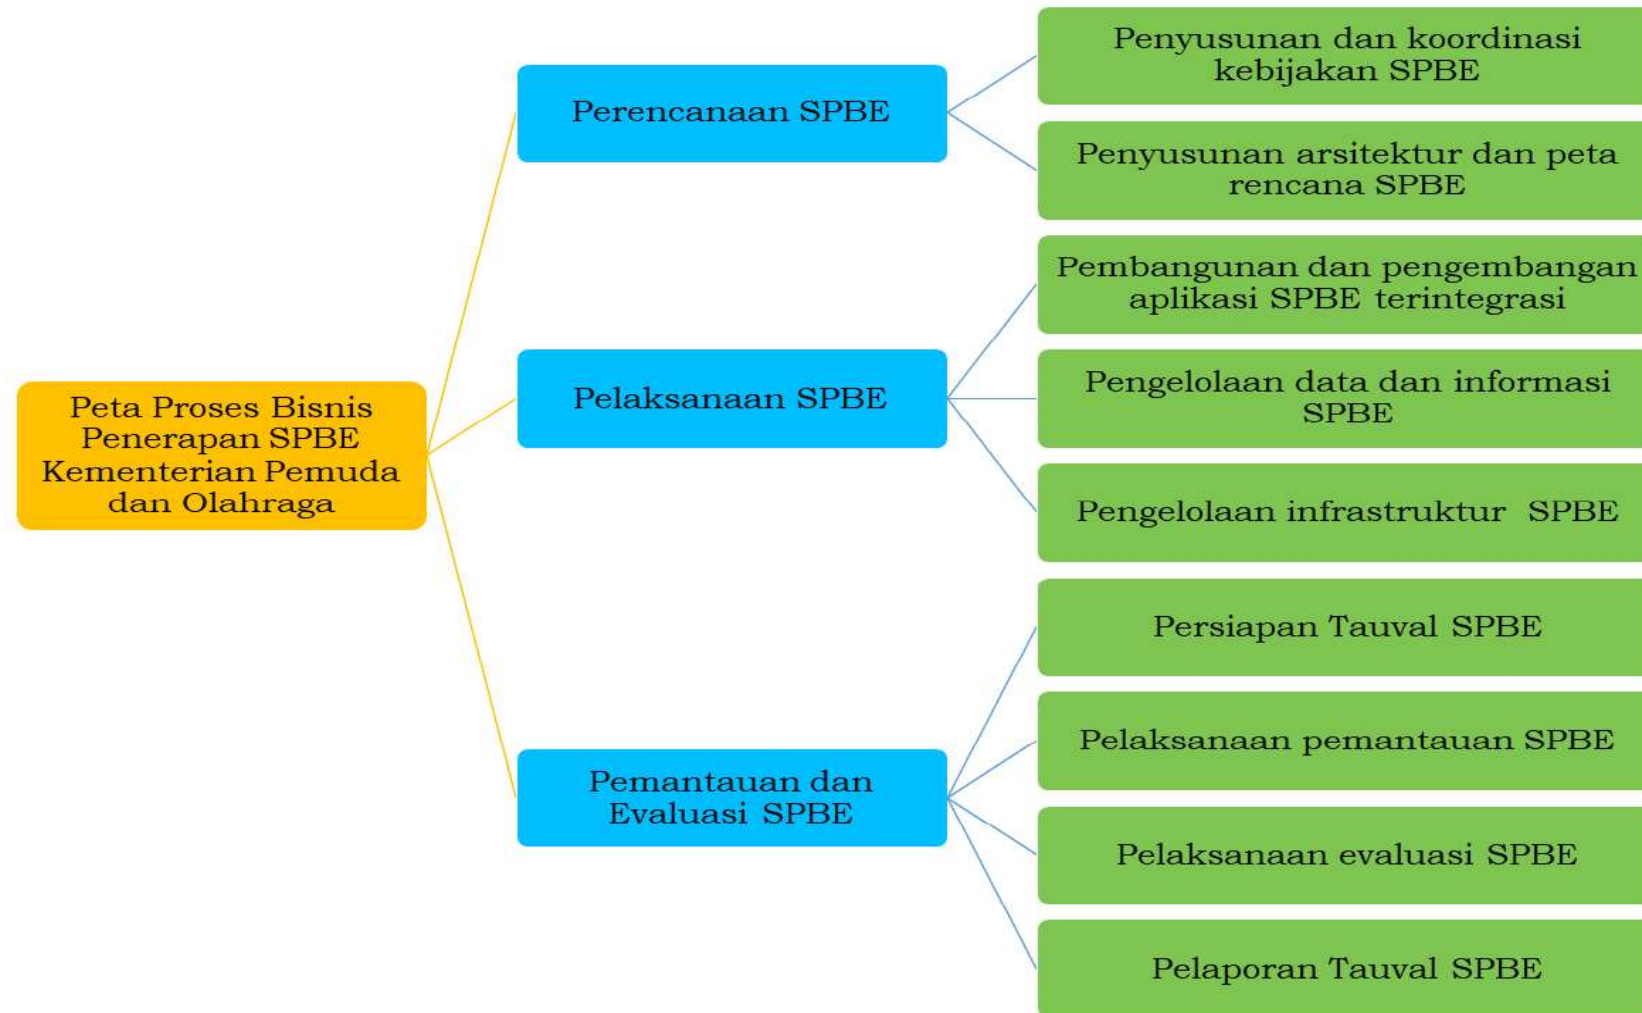 Peta Proses Bisnis
Penerapan SPBE
Kementerian Pemuda
dan Olahraga
Perencanaan SPBE
Penyusunan dan koordinasi
kebijakan SPBE
Penyusunan arsitektur dan peta
rencana SPBE
Pelaksanaan SPBE
Pembangunan dan pengembangan
aplikasi SPBE terintegrasi
Pengelolaan data dan informasi
SPBE
Pengelolaan infrastruktur SPBE
Pemantauan dan
Evaluasi SPBE
Persiapan Tauval SPBE
Pelaksanaan pemantauan SPBE
Pelaksanaan evaluasi SPBE
Pelaporan Tauval SPBE